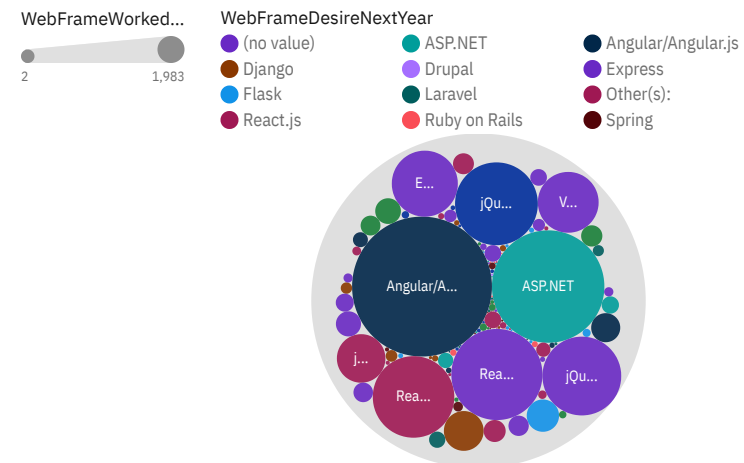 WebFrameWorked...
2
1,983
WebFrameDesireNextYear
(no value)
ASP.NET
Angular/Angular.js
Django
Drupal
Express
Flask
Laravel
Other(s):
React.js
Ruby on Rails
Spring
E...
jQu...
V...
Angular/A...
ASP.NET
j...
Rea...
Rea...
jQu...